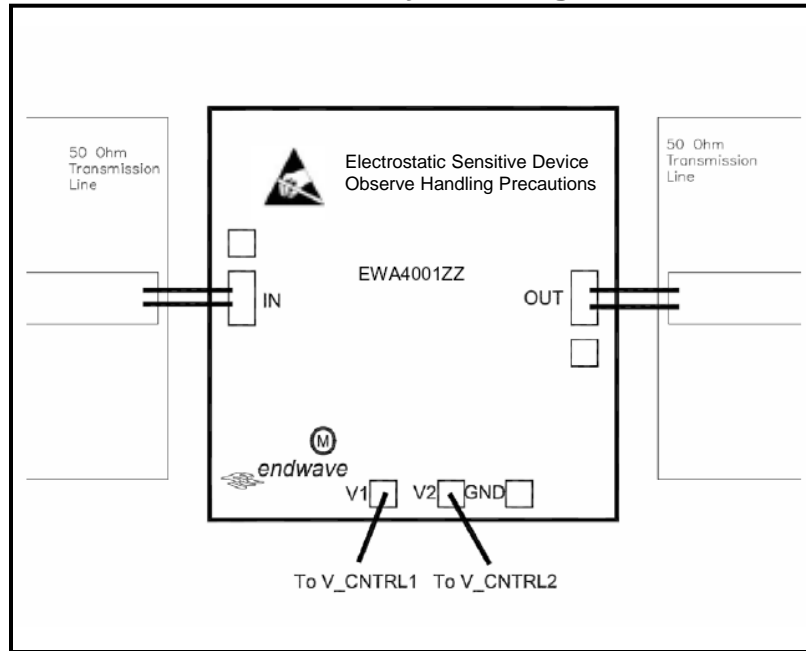 50 Ohm
Transmission
Line
Electrostatic Sensitive Device
Observe Handling Precautions
50 Ohm
Transmission
Line
EWA4001ZZ
IN
OUT
M
endwave
V1
V2
GND
To V_CNTRL1
To V_CNTRL2